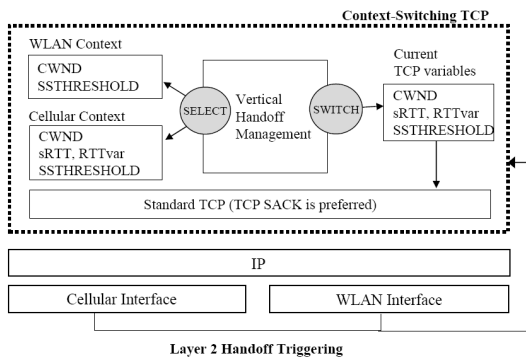 Context-Switching TCP
WLAN Context
CWND
SSTHRESHOLD
Cellular Context
CWND
sRTT, RTTvar
SSTHRESHOLD
SELECT
Vertical
Handoff
Management
SWITCH
Current
TCP variables
CWND
sRTT, RTTvar
SSTHRESHOLD
Standard TCP (TCP SACK is preferred)
IP
Cellular Interface
WLAN Interface
Layer 2 Handoff Triggering